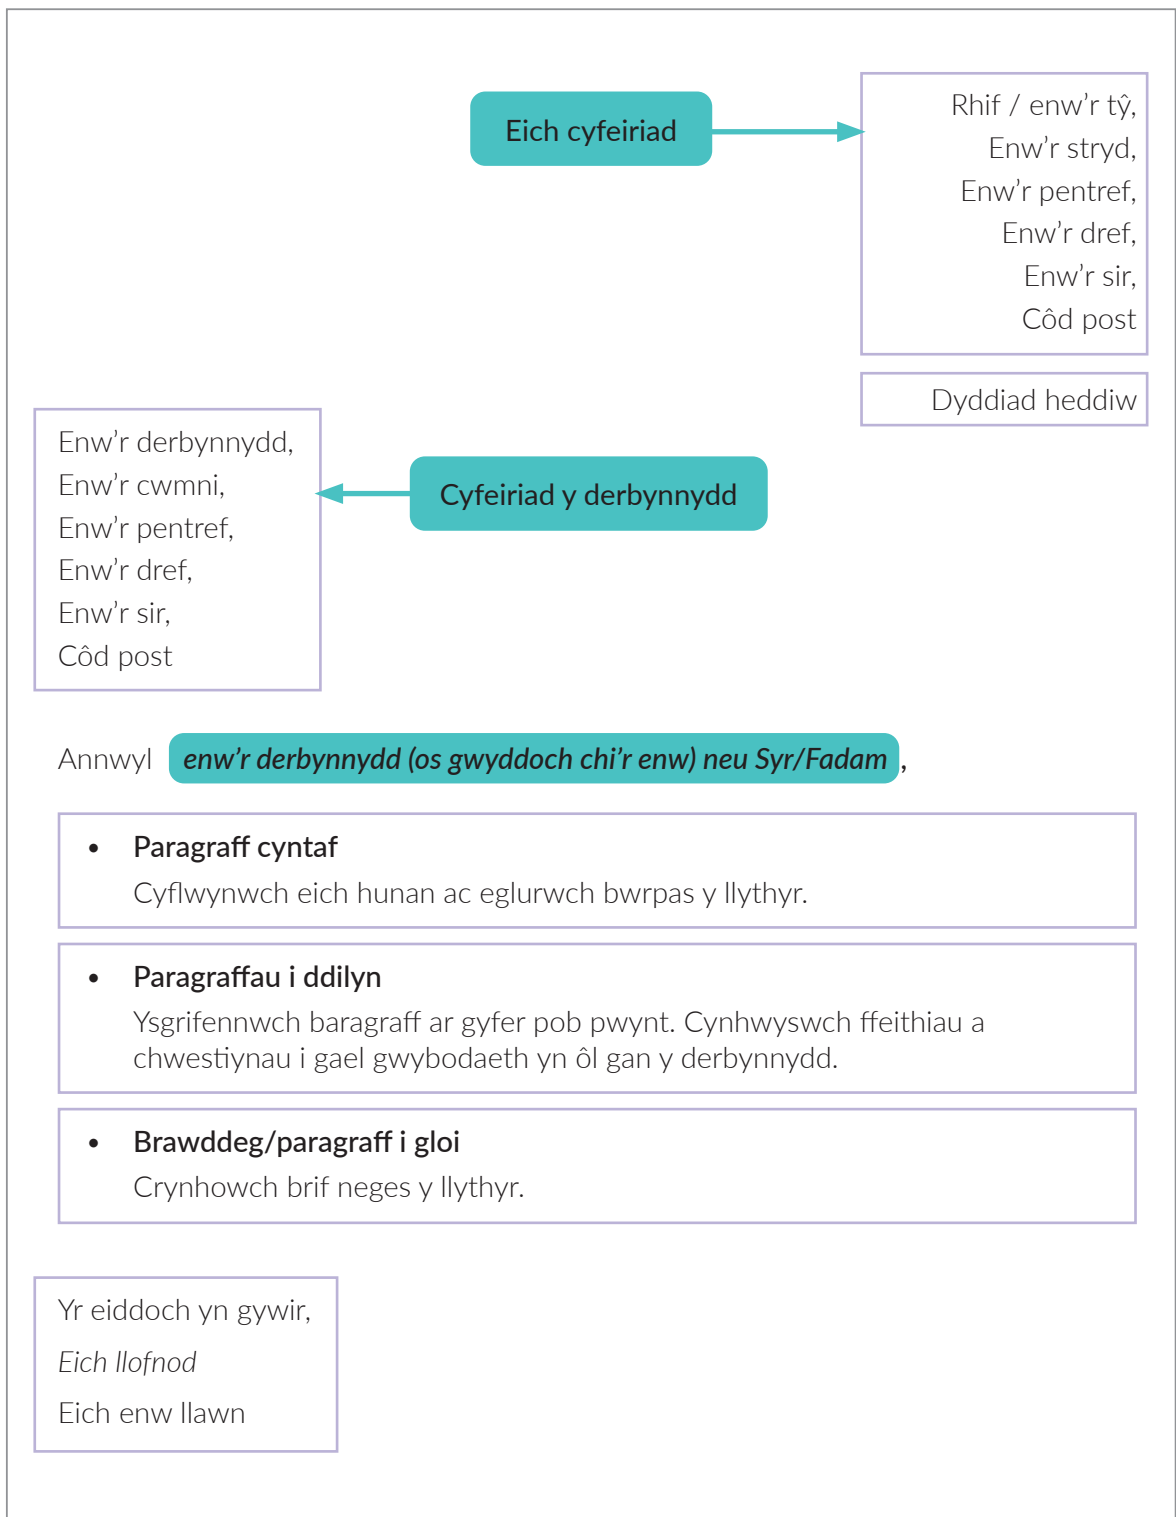 Eich cyfeiriad
Rhif / enw’r tŷ,
Enw’r stryd,
Enw’r pentref,
Enw’r dref,
Enw’r sir,
Côd post
Dyddiad heddiw
Enw’r derbynnydd,
Enw’r cwmni,
Enw’r pentref,
Enw’r dref,
Enw’r sir,
Côd post
Cyfeiriad y derbynnydd
Annwyl enw’r derbynnydd (os gwyddoch chi’r enw) neu Syr/Fadam,
• Paragraff cyntaf
Cyflwynwch eich hunan ac eglurwch bwrpas y llythyr.
• Paragraffau i ddilyn
Ysgrifennwch baragraff ar gyfer pob pwynt. Cynhwyswch ffeithiau a
chwestiynau i gael gwybodaeth yn ôl gan y derbynnydd.
• Brawddeg/paragraff i gloi
Crynhowch brif neges y llythyr.
Yr eiddoch yn gywir,
Eich llofnod
Eich enw llawn